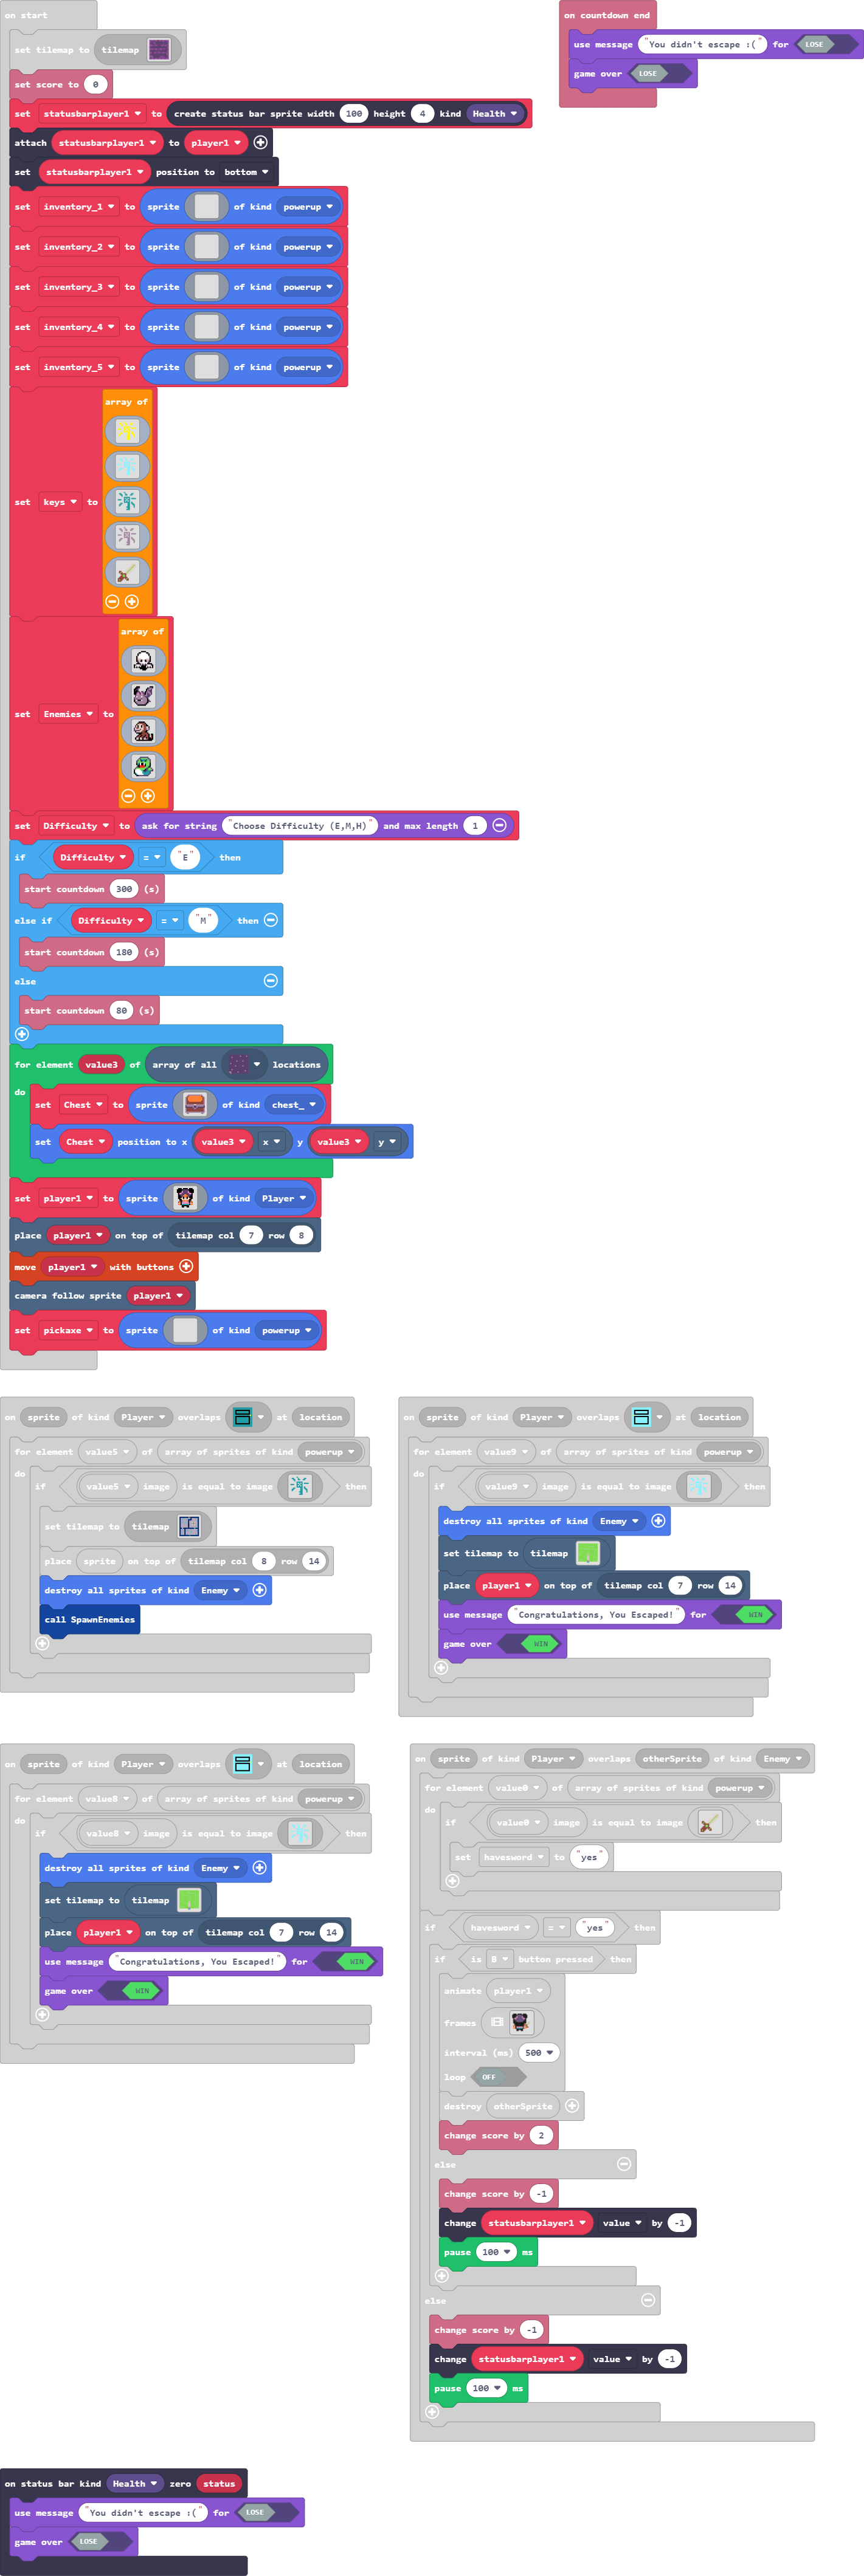 on start
set tilemap to tilemap
set score to 0
set statusbarplayer1 to create status bar sprite width 100 height 4 kind Health
attach statusbarplayer1 to player1
set statusbarplayer1 position to bottom
set inventory_1 to sprite of kind powerup
set inventory_2 to sprite of kind powerup
set inventory_3 to sprite of kind powerup
set inventory_4 to sprite of kind powerup
set inventory_5 to sprite of kind powerup
array of
set keys to
array of
set Enemies to
set Difficulty to ask for string "Choose Difficulty (E,M,H)" and max length 1
if Difficulty = "E" then
start countdown 300 (s)
else if Difficulty = "M" then
start countdown 180 (s)
else
start countdown 80 (s)
for element value3 of array of all locations
do
set Chest to sprite of kind chest_
set Chest position to x value3 x y value3 y
set player1 to sprite of kind Player
place player1 on top of tilemap col 7 row 8
move player1 with buttons
camera follow sprite player1
set pickaxe to sprite of kind powerup
on countdown end
use message "You didn't escape :(" for LOSE
game over LOSE
on sprite of kind Player overlaps at location
for element value5 of array of sprites of kind powerup
do
if value5 image is equal to image then
set tilemap to tilemap
place sprite on top of tilemap col 8 row 14
destroy all sprites of kind Enemy
call SpawnEnemies
on sprite of kind Player overlaps at location
for element value9 of array of sprites of kind powerup
do
if value9 image is equal to image then
destroy all sprites of kind Enemy
set tilemap to tilemap
place player1 on top of tilemap col 7 row 14
use message "Congratulations, You Escaped!" for WIN
game over WIN
on sprite of kind Player overlaps at location
for element value8 of array of sprites of kind powerup
do
if value8 image is equal to image then
destroy all sprites of kind Enemy
set tilemap to tilemap
place player1 on top of tilemap col 7 row 14
use message "Congratulations, You Escaped!" for WIN
game over WIN
on sprite of kind Player overlaps otherSprite of kind Enemy
for element value0 of array of sprites of kind powerup
do
if value0 image is equal to image then
set havesword to "yes"
if havesword = "yes" then
if is B button pressed then
animate player1
frames
interval (ms) 500
loop OFF
destroy otherSprite
change score by 2
else
change score by -1
change statusbarplayer1 value by -1
pause 100 ms
else
change score by -1
change statusbarplayer1 value by -1
pause 100 ms
on status bar kind Health zero status
use message "You didn't escape :(" for LOSE
game over LOSE